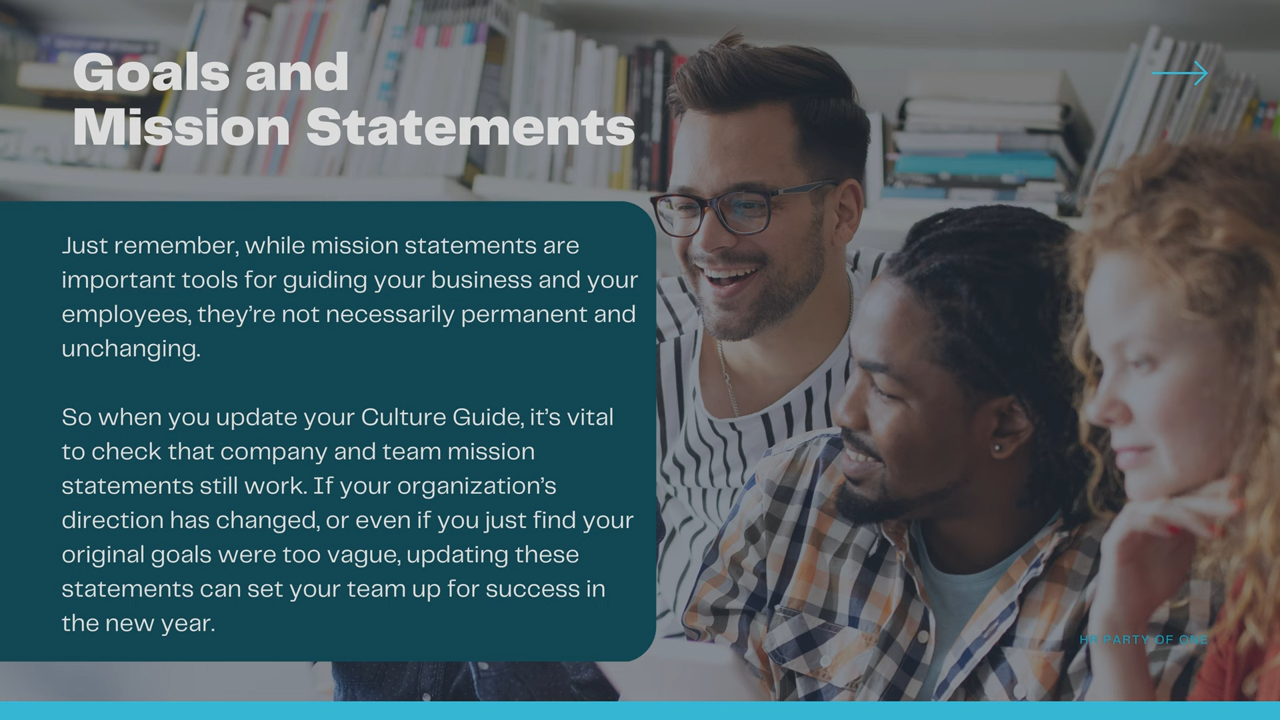 Goals and
Mission Statements
Just remember, while mission statements are
important tools for guiding your business and your
employees, they’re not necessarily permanent and
unchanging.
So when you update your Culture Guide, it’s vital
to check that company and team mission
statements still work. If your organization’s
direction has changed, or even if you just find your
original goals were too vague, updating these
statements can set your team up for success in
the new year.
HR PARTY OF ONE